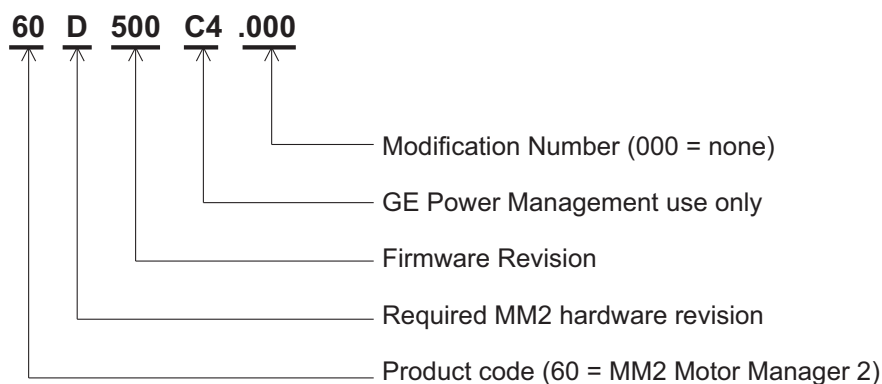 60 D 500 C4 .000
Modification Number (000 = none)
GE Power Management use only
Firmware Revision
Required MM2 hardware revision
Product code (60 = MM2 Motor Manager 2)